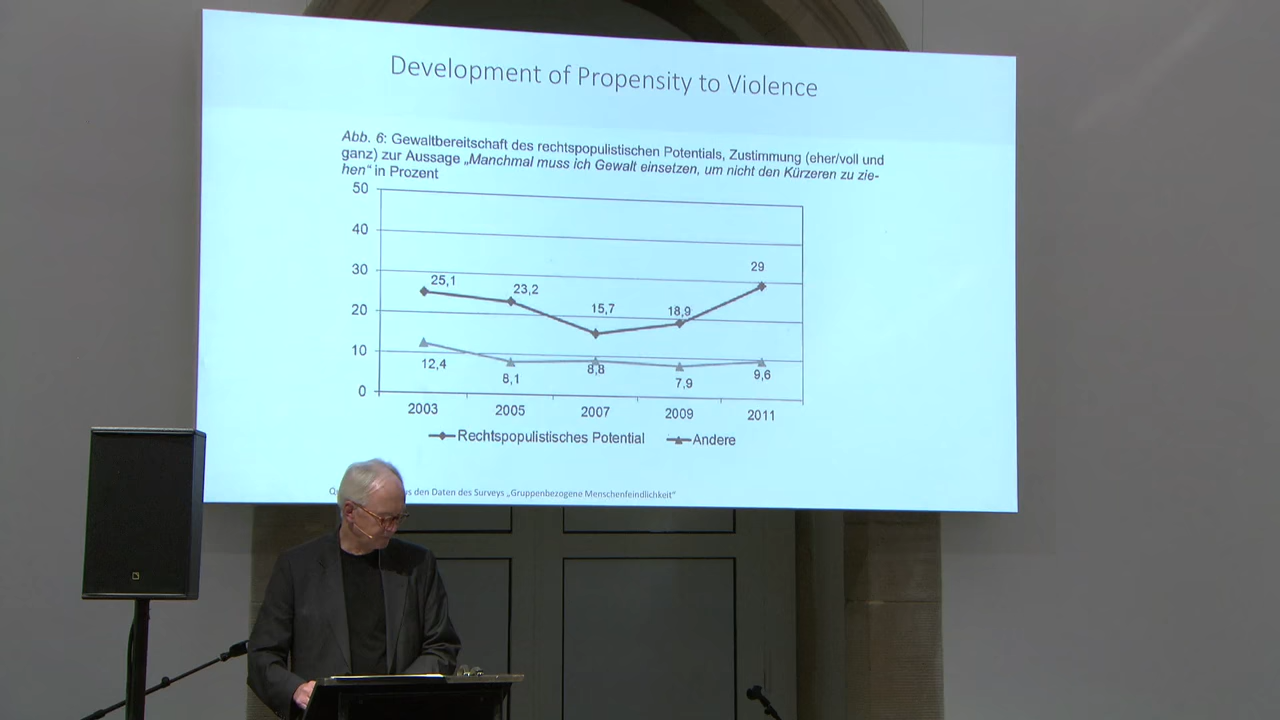 Development of Propensity to Violence
Abb. 6: Gewaltbereitschaft des rechtspopulistischen Potentials, Zustimmung (eher/voll und
ganz) zur Aussage „Manchmal muss ich Gewalt einsetzen, um nicht den Kürzeren zu zie-
hen“ in Prozent
50
40
30
20
10
0
25,1
23,2
15,7
18,9
29
12,4
8,1
8,8
7,9
9,6
2003 2005 2007 2009 2011
Rechtspopulistisches Potential Andere
den Daten des Surveys „Gruppenbezogene Menschenfeindlichkeit“